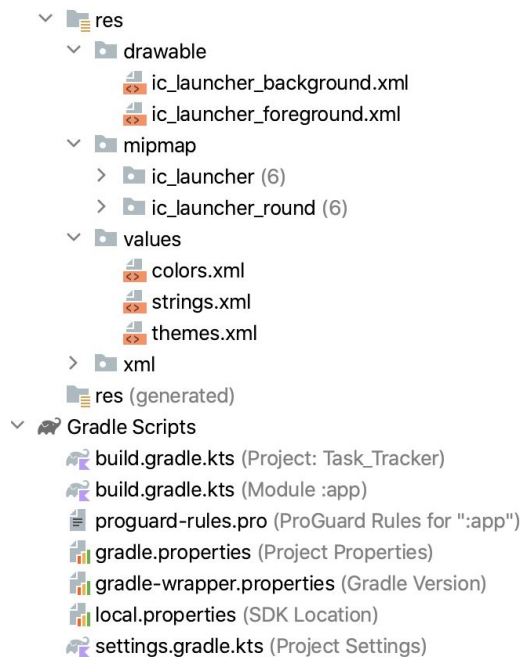 res
drawable
ic_launcher_background.xml
ic_launcher_foreground.xml
mipmap
ic_launcher (6)
ic_launcher_round (6)
values
colors.xml
strings.xml
themes.xml
xml
res (generated)
Gradle Scripts
build.gradle.kts (Project: Task_Tracker)
build.gradle.kts (Module :app)
proguard-rules.pro (ProGuard Rules for ":app")
gradle.properties (Project Properties)
gradle-wrapper.properties (Gradle Version)
local.properties (SDK Location)
settings.gradle.kts (Project Settings)